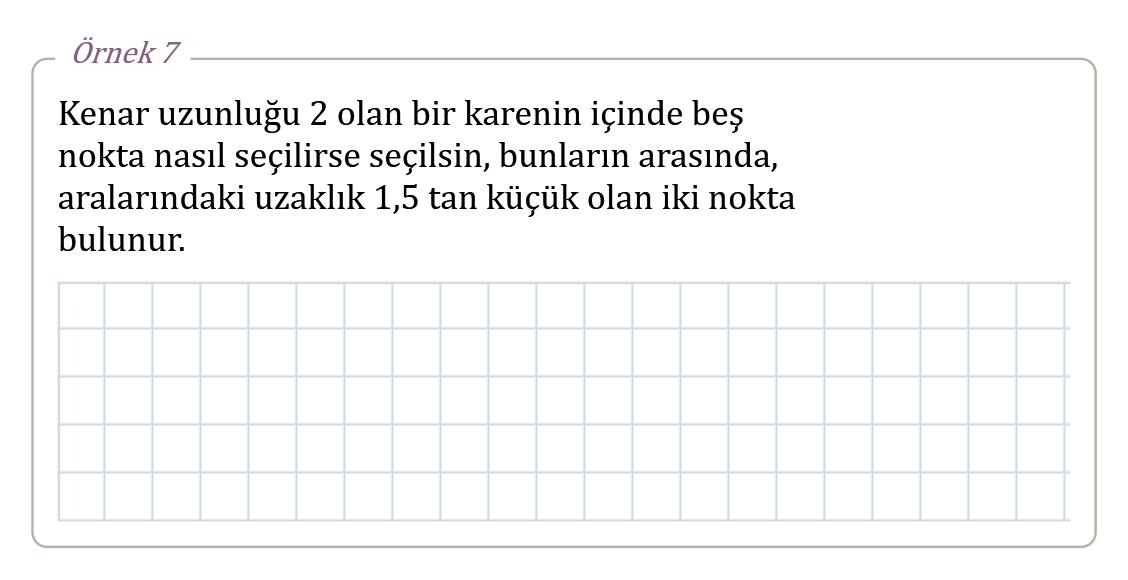 Örnek 7
Kenar uzunluğu 2 olan bir karenin içinde beş
nokta nasıl seçilirse seçilsin, bunların arasında,
aralarındaki uzaklık 1,5 tan küçük olan iki nokta
bulunur.